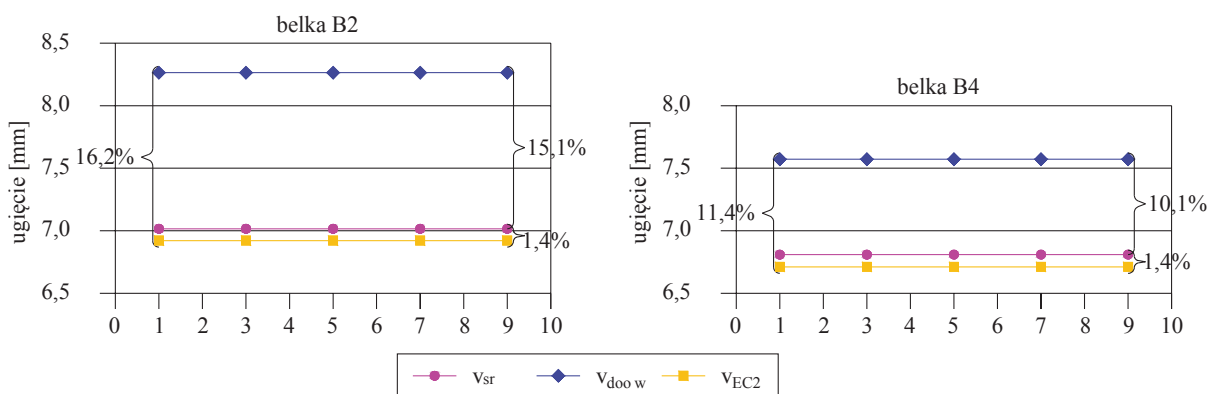 belka B2
8,5
8,0
7,5
7,0
6,5
ugięcie [mm]
16,2%
15,1%
1,4%
0 1 2 3 4 5 6 7 8 9 10
belka B4
8,0
7,5
7,0
6,5
ugięcie [mm]
11,4%
10,1%
1,4%
0 1 2 3 4 5 6 7 8 9 10
vsr vdoo w vEC2